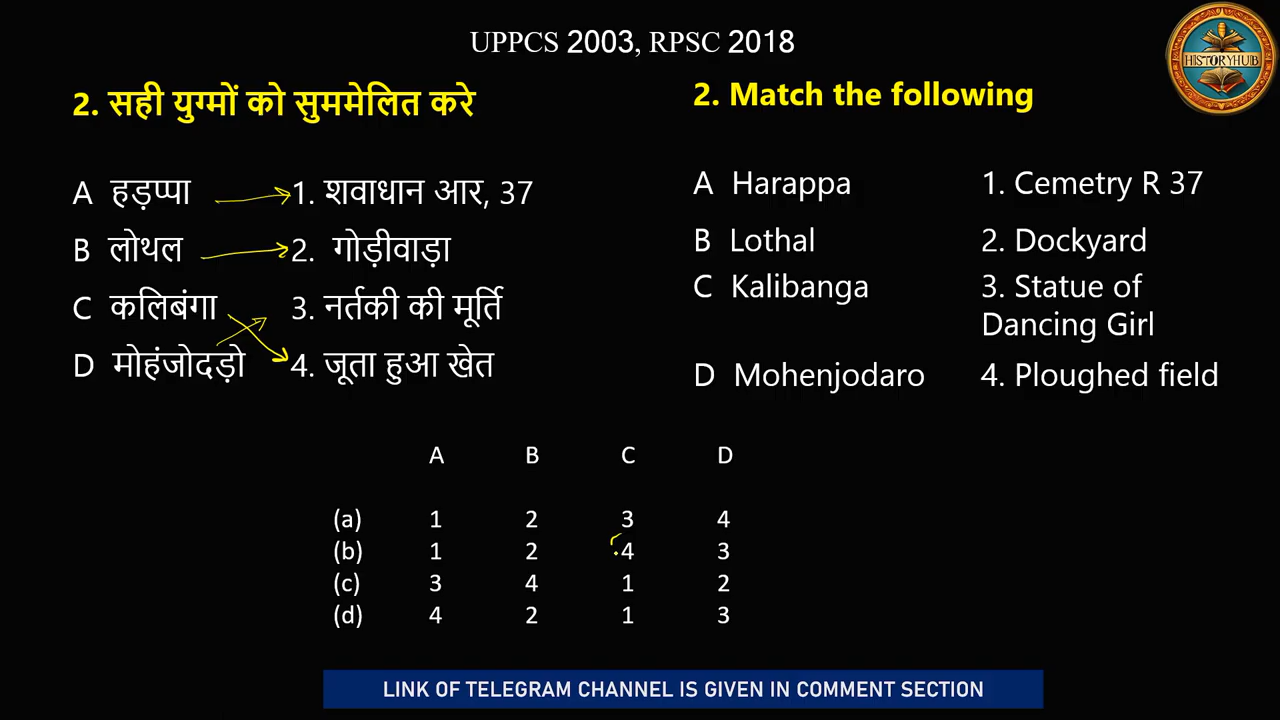 UPPCS 2003, RPSC 2018
HISTORYHUB
2. सही युग्मों को सुममेलित करे
A हड़प्पा 1. शवाधान आर, 37
B लोथल 2. गोड़ीवाड़ा
C कलिबंगा 3. नर्तकी की मूर्ति
D मोहंजोदड़ो 4. जूता हुआ खेत
2. Match the following
A Harappa 1. Cemetry R 37
B Lothal 2. Dockyard
C Kalibanga 3. Statue of
Dancing Girl
D Mohenjodaro 4. Ploughed field
A B C D
(a) 1 2 3 4
(b) 1 2 4 3
(c) 3 4 1 2
(d) 4 2 1 3
LINK OF TELEGRAM CHANNEL IS GIVEN IN COMMENT SECTION